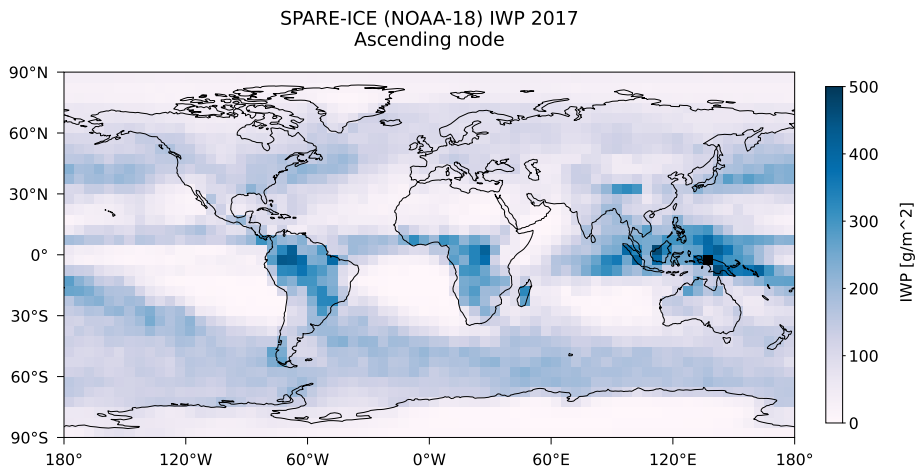 SPARE-ICE (NOAA-18) IWP 2017
Ascending node
90°N
60°N
30°N
0°
30°S
60°S
90°S
180°
120°W
60°W
0°W
60°E
120°E
180°
500
400
300
200
100
0
IWP [g/m^2]